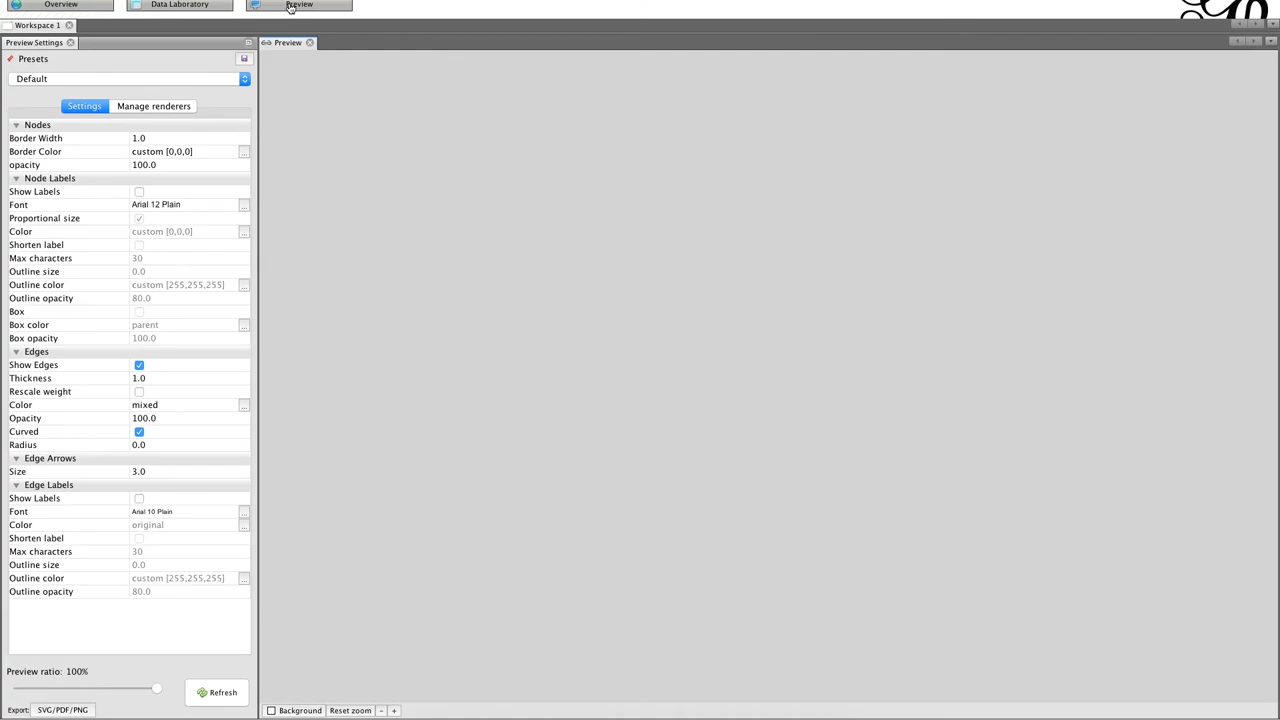 Overview Data Laboratory Preview
Workspace 1
Preview Settings
Preview
Presets
Default
Settings Manage renderers
Nodes
Border Width 1.0
Border Color custom [0,0,0] ...
opacity 100.0
Node Labels
Show Labels
Font Arial 12 Plain ...
Proportional size
Color custom [0,0,0] ...
Shorten label
Max characters 30
Outline size 0.0
Outline color custom [255,255,255] ...
Outline opacity 80.0
Box
Box color parent ...
Box opacity 100.0
Edges
Show Edges
Thickness 1.0
Rescale weight
Color mixed ...
Opacity 100.0
Curved
Radius 0.0
Edge Arrows
Size 3.0
Edge Labels
Show Labels
Font Arial 10 Plain ...
Color original ...
Shorten label
Max characters 30
Outline size 0.0
Outline color custom [255,255,255] ...
Outline opacity 80.0
Preview ratio: 100%
Refresh
Export: SVG/PDF/PNG
Background Reset zoom - +